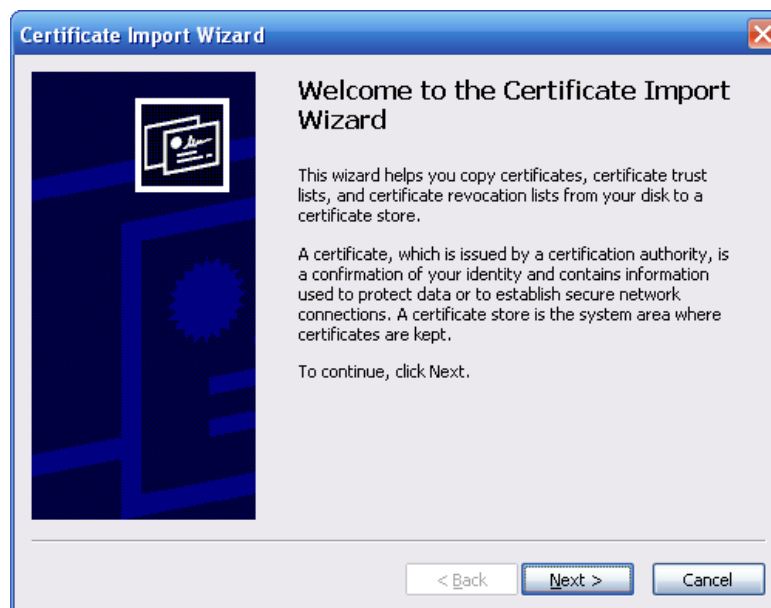 Certificate Import Wizard
Welcome to the Certificate Import
Wizard
This wizard helps you copy certificates, certificate trust
lists, and certificate revocation lists from your disk to a
certificate store.
A certificate, which is issued by a certification authority, is
a confirmation of your identity and contains information
used to protect data or to establish secure network
connections. A certificate store is the system area where
certificates are kept.
To continue, click Next.
< Back
Next >
Cancel